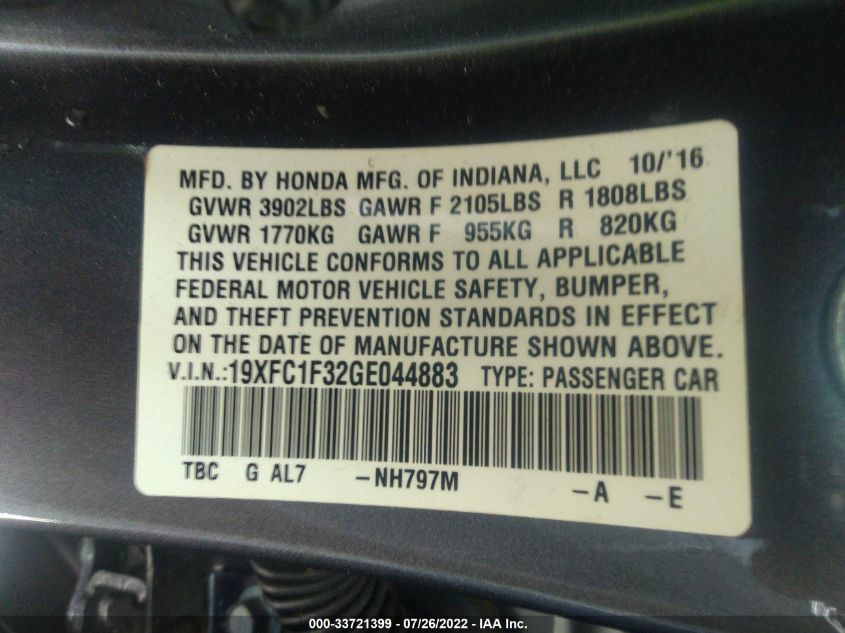 MFD. BY HONDA MFG. OF INDIANA, LLC 10/'16
GVWR 3902LBS GAWR F 2105LBS R 1808LBS
GVWR 1770KG GAWR F 955KG R 820KG
THIS VEHICLE CONFORMS TO ALL APPLICABLE
FEDERAL MOTOR VEHICLE SAFETY, BUMPER,
AND THEFT PREVENTION STANDARDS IN EFFECT
ON THE DATE OF MANUFACTURE SHOWN ABOVE.
V.I.N.:19XFC1F32GE044883 TYPE: PASSENGER CAR
TBC G AL7 -NH797M -A -E
000-33721399 / 07/26/2022 / IAA Inc.